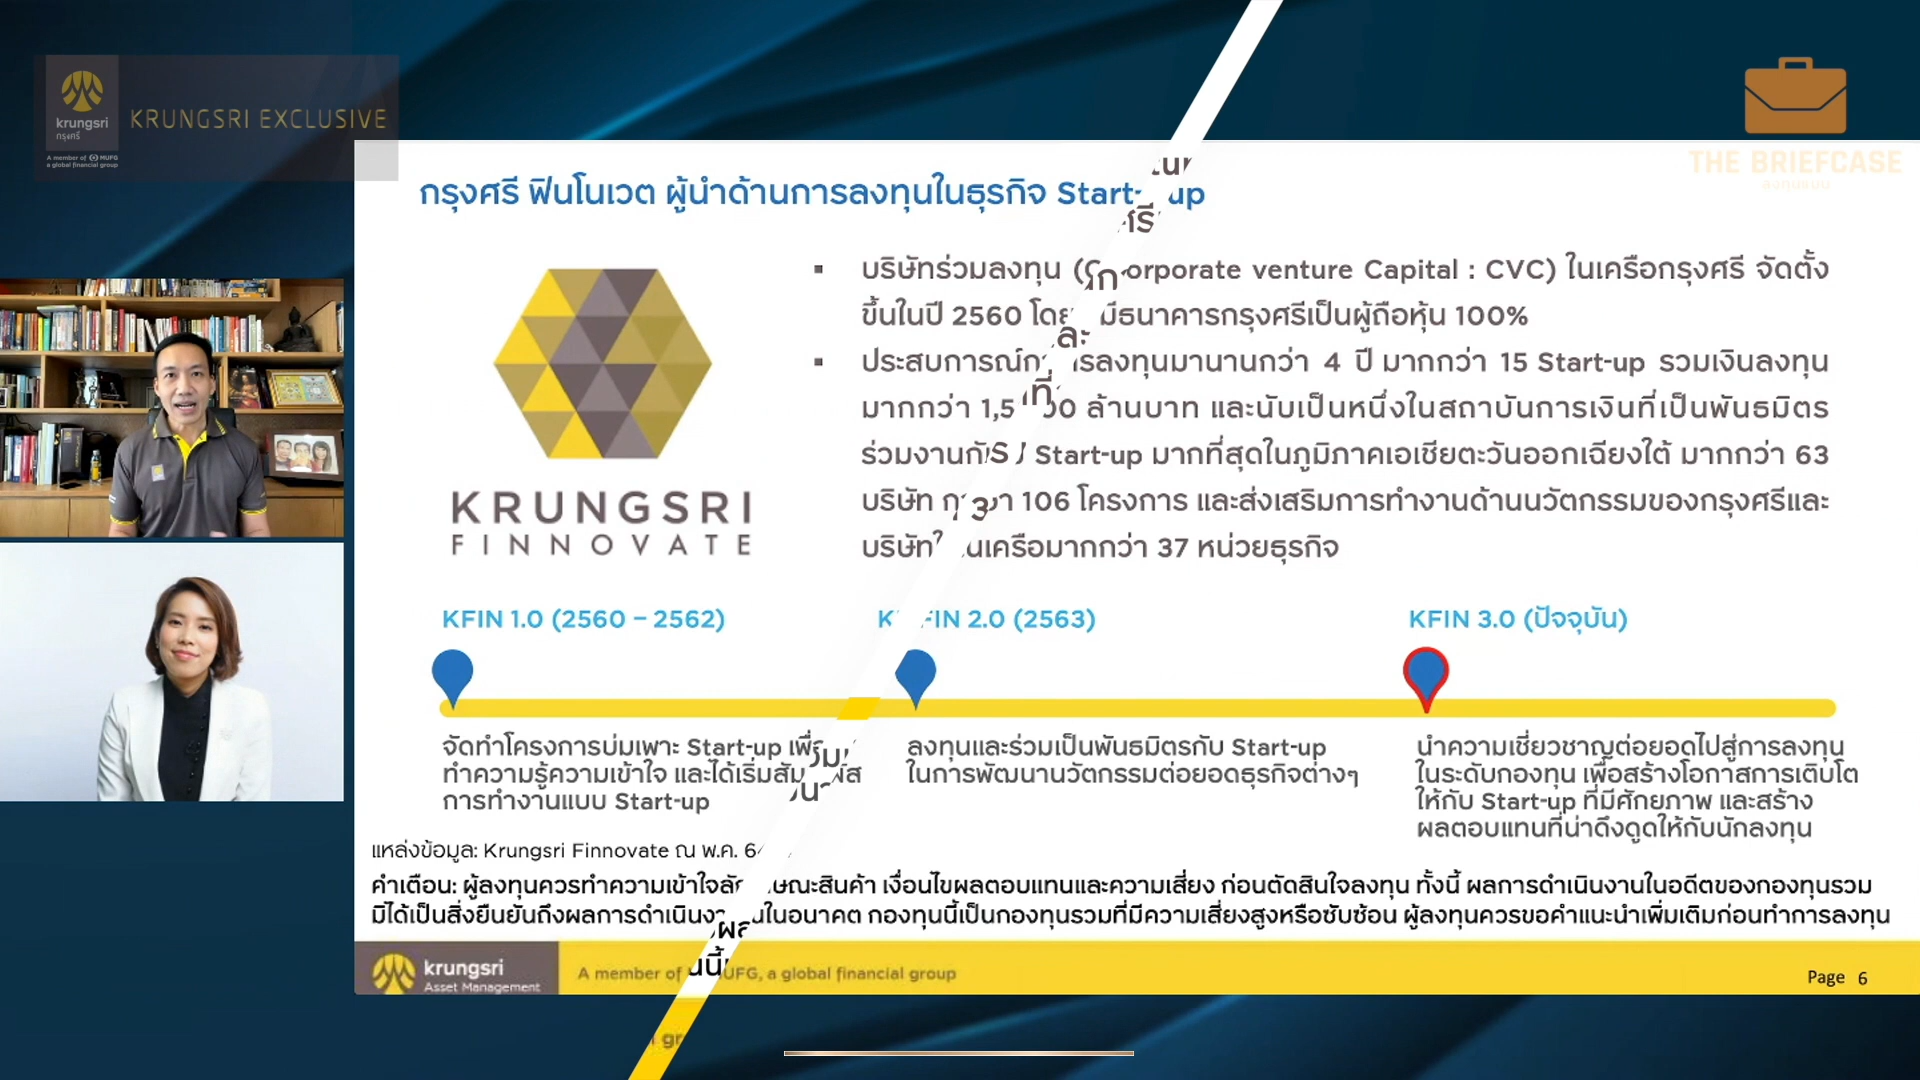 krungsri
กรุงศรี
A member of MUFG
a global financial group
KRUNGSRI EXCLUSIVE
THE BRIEFCASE
ลงทุนแมน
กรุงศรี ฟินโนเวต ผู้นำด้านการลงทุนในธุรกิจ Start-up
▪ บริษัทร่วมลงทุน (Corporate venture Capital : CVC) ในเครือกรุงศรี จัดตั้ง
ขึ้นในปี 2560 โดยมีธนาคารกรุงศรีเป็นผู้ถือหุ้น 100%
▪ ประสบการณ์การลงทุนมานานกว่า 4 ปี มากกว่า 15 Start-up รวมเงินลงทุน
มากกว่า 1,500 ล้านบาท และนับเป็นหนึ่งในสถาบันการเงินที่เป็นพันธมิตร
ร่วมงานกับ Start-up มากที่สุดในภูมิภาคเอเชียตะวันออกเฉียงใต้ มากกว่า 63
บริษัท กว่า 106 โครงการ และส่งเสริมการทำงานด้านนวัตกรรมของกรุงศรีและ
บริษัทในเครือมากกว่า 37 หน่วยธุรกิจ
KRUNGSRI
FINNOVATE
KFIN 1.0 (2560 – 2562)
KFIN 2.0 (2563)
KFIN 3.0 (ปัจจุบัน)
จัดทำโครงการบ่มเพาะ Start-up เพื่อ
ทำความรู้ความเข้าใจ และได้เริ่มสัมผัส
การทำงานแบบ Start-up
ลงทุนและร่วมเป็นพันธมิตรกับ Start-up
ในการพัฒนานวัตกรรมต่อยอดธุรกิจต่างๆ
นำความเชี่ยวชาญต่อยอดไปสู่การลงทุน
ในระดับกองทุน เพื่อสร้างโอกาสการเติบโต
ให้กับ Start-up ที่มีศักยภาพ และสร้าง
ผลตอบแทนที่น่าดึงดูดให้กับนักลงทุน
แหล่งข้อมูล: Krungsri Finnovate ณ พ.ค. 64
คำเตือน: ผู้ลงทุนควรทำความเข้าใจลักษณะสินค้า เงื่อนไขผลตอบแทนและความเสี่ยง ก่อนตัดสินใจลงทุน ทั้งนี้ ผลการดำเนินงานในอดีตของกองทุนรวม
มิได้เป็นสิ่งยืนยันถึงผลการดำเนินงานในอนาคต กองทุนนี้เป็นกองทุนรวมที่มีความเสี่ยงสูงหรือซับซ้อน ผู้ลงทุนควรขอคำแนะนำเพิ่มเติมก่อนทำการลงทุน
krungsri
Asset Management
A member of MUFG, a global financial group
Page 6